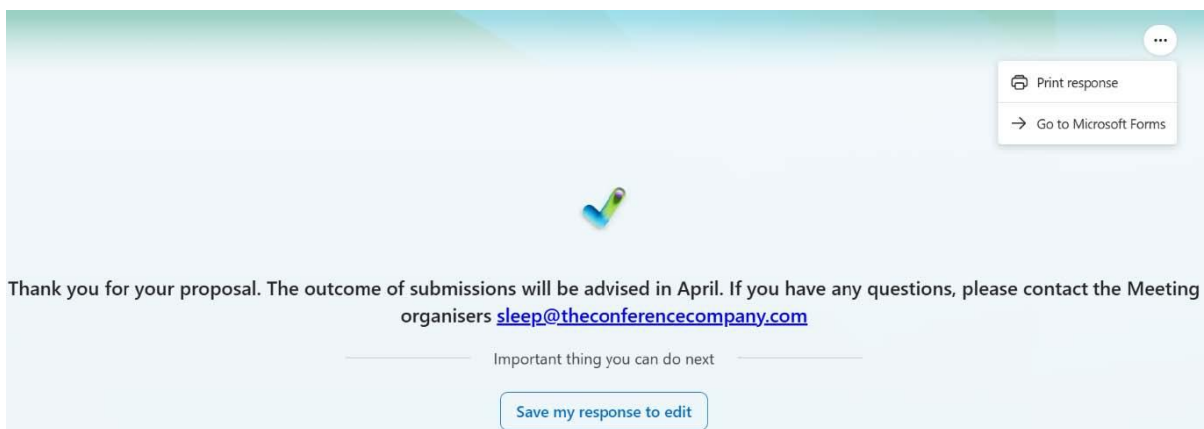 ...
Print response
Go to Microsoft Forms
Thank you for your proposal. The outcome of submissions will be advised in April. If you have any questions, please contact the Meeting
organisers sleep@theconferencecompany.com
Important thing you can do next
Save my response to edit